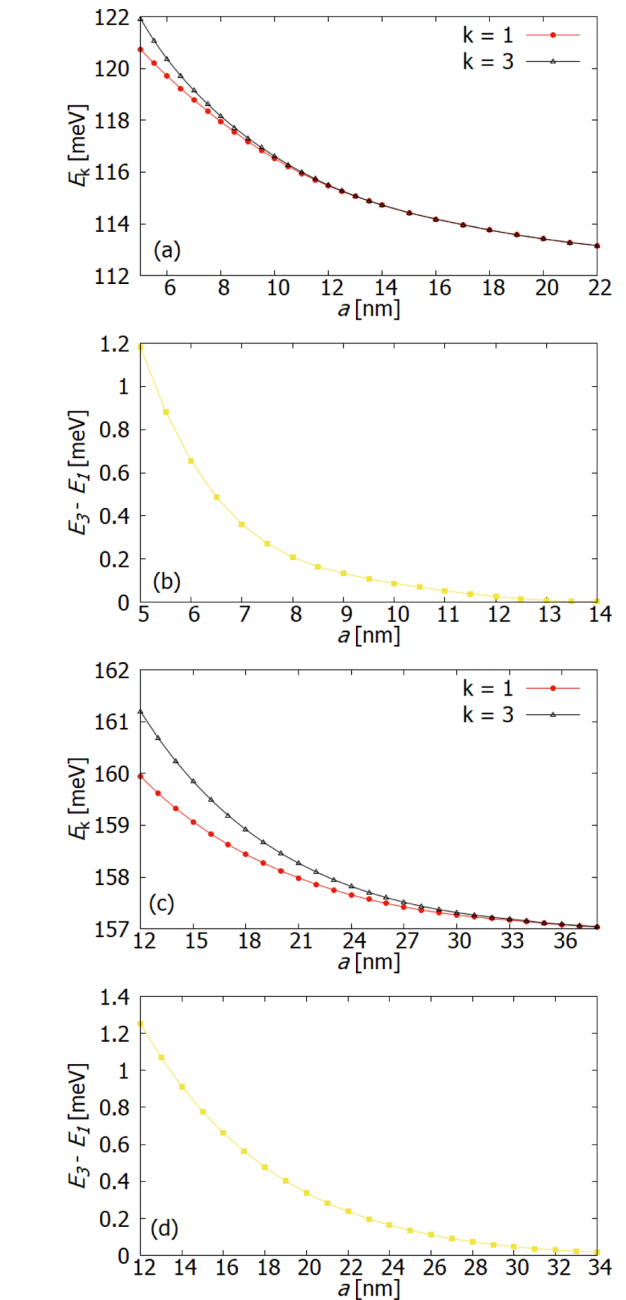 122
120
118
116
114
112
E_k [meV]
k = 1
k = 3
(a)
6 8 10 12 14 16 18 20 22
a [nm]
1.2
1
0.8
0.6
0.4
0.2
0
E_3 - E_1 [meV]
(b)
5 6 7 8 9 10 11 12 13 14
a [nm]
162
161
160
159
158
157
E_k [meV]
k = 1
k = 3
(c)
12 15 18 21 24 27 30 33 36
a [nm]
1.4
1.2
1
0.8
0.6
0.4
0.2
0
E_3 - E_1 [meV]
(d)
12 14 16 18 20 22 24 26 28 30 32 34
a [nm]